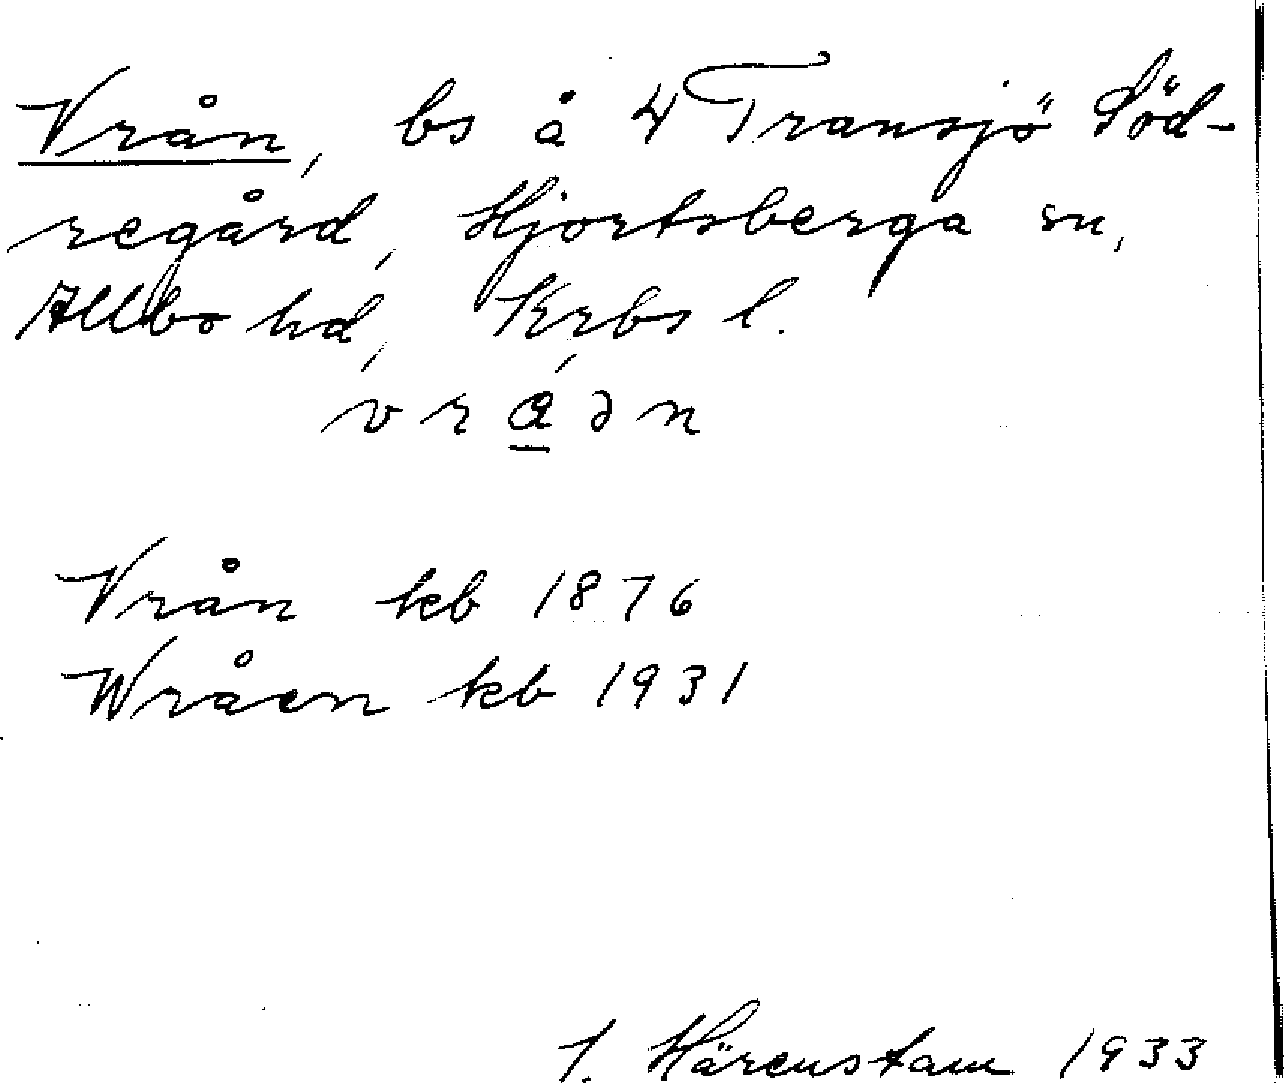 Vrån, bs å 4 Transjö Söd-
regård, Hjortsberga sn,
Allbo hd, Krbs l.
v r a ə n
Vrån kb 1876
Wråen kb 1931
J. Härenstam 1933